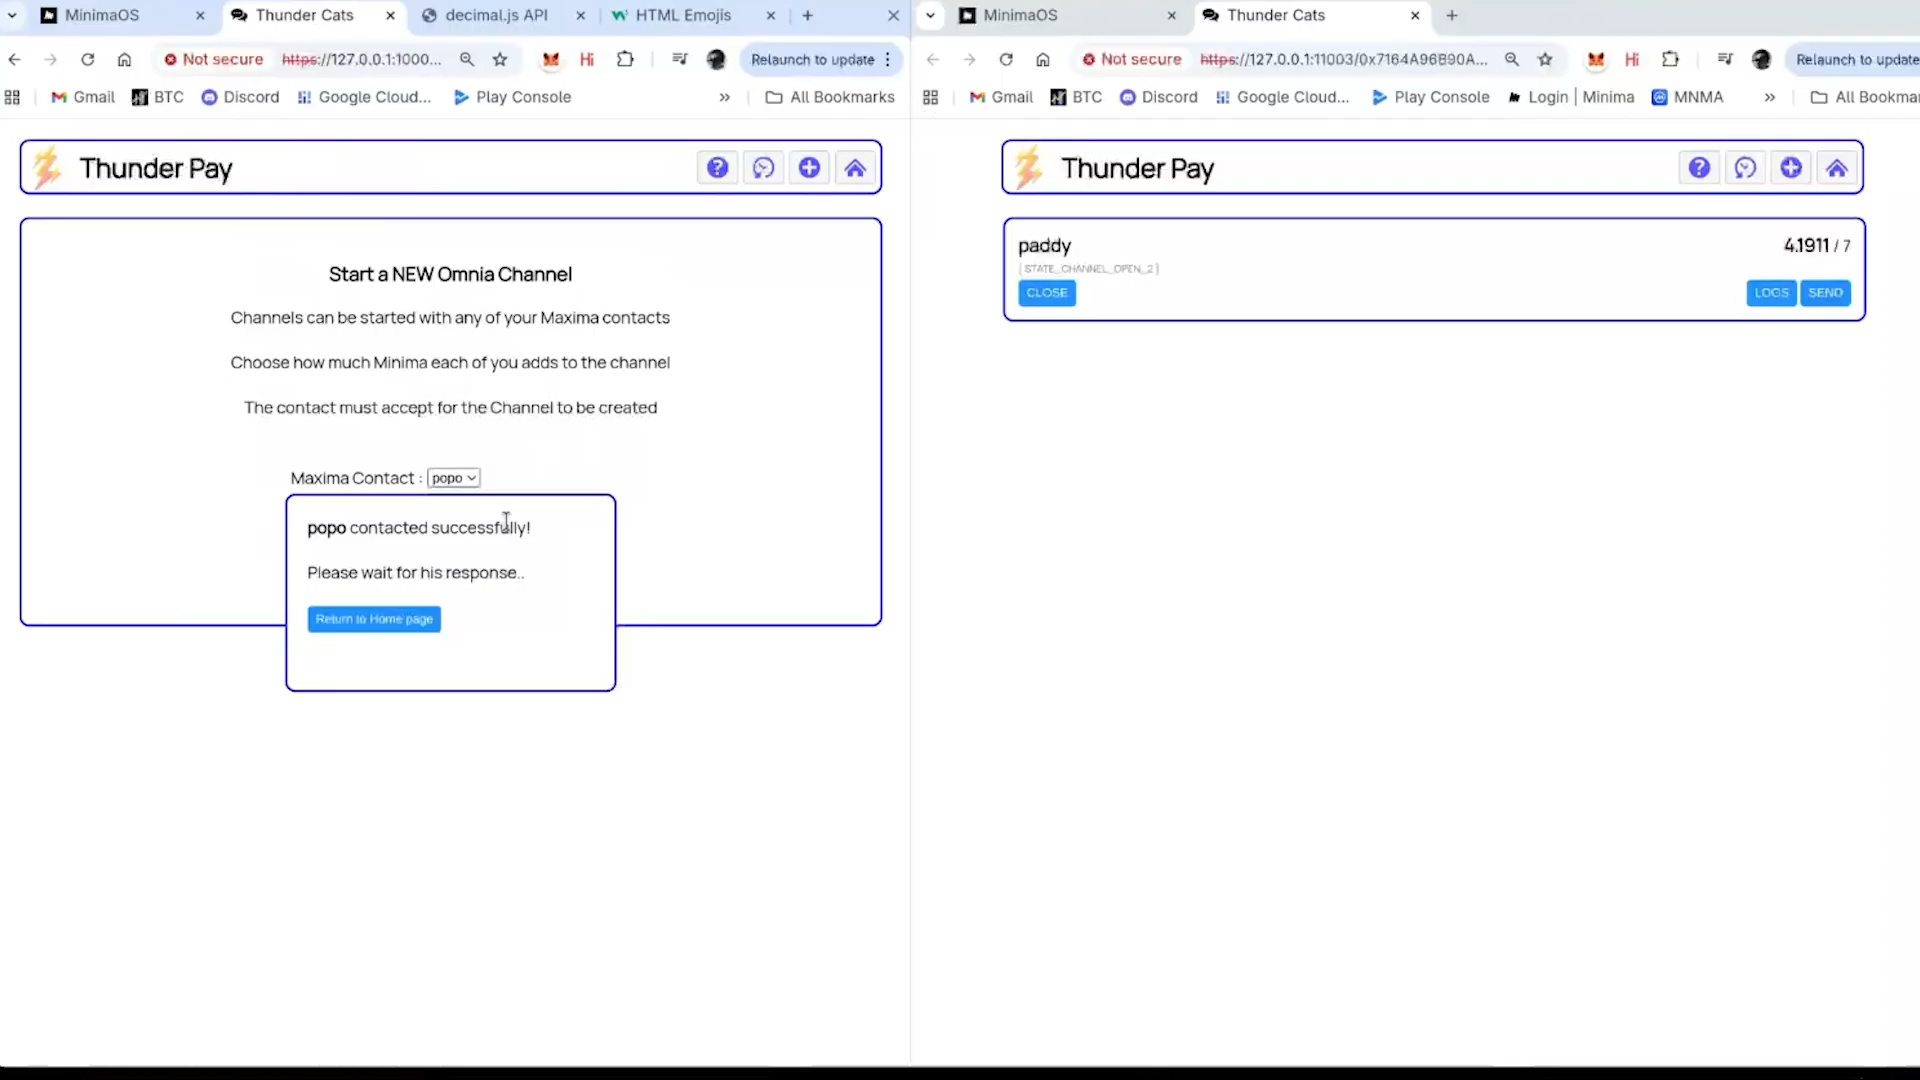 MinimaOS
Thunder Cats
decimal.js API
HTML Emojis
Not secure
https://127.0.0.1:1000...
Hi
Relaunch to update
Gmail
BTC
Discord
Google Cloud...
Play Console
»
All Bookmarks
Thunder Pay
Start a NEW Omnia Channel
Channels can be started with any of your Maxima contacts
Choose how much Minima each of you adds to the channel
The contact must accept for the Channel to be created
Maxima Contact : popo
popo contacted successfully!
Please wait for his response..
Return to Home page
MinimaOS
Thunder Cats
Not secure
https://127.0.0.1:11003/0x7164A96B90A...
Hi
Relaunch to update
Gmail
BTC
Discord
Google Cloud...
Play Console
Login | Minima
MNMA
»
All Bookmar
Thunder Pay
paddy
4.1911 / 7
[ STATE_CHANNEL_OPEN_2 ]
CLOSE
LOGS
SEND